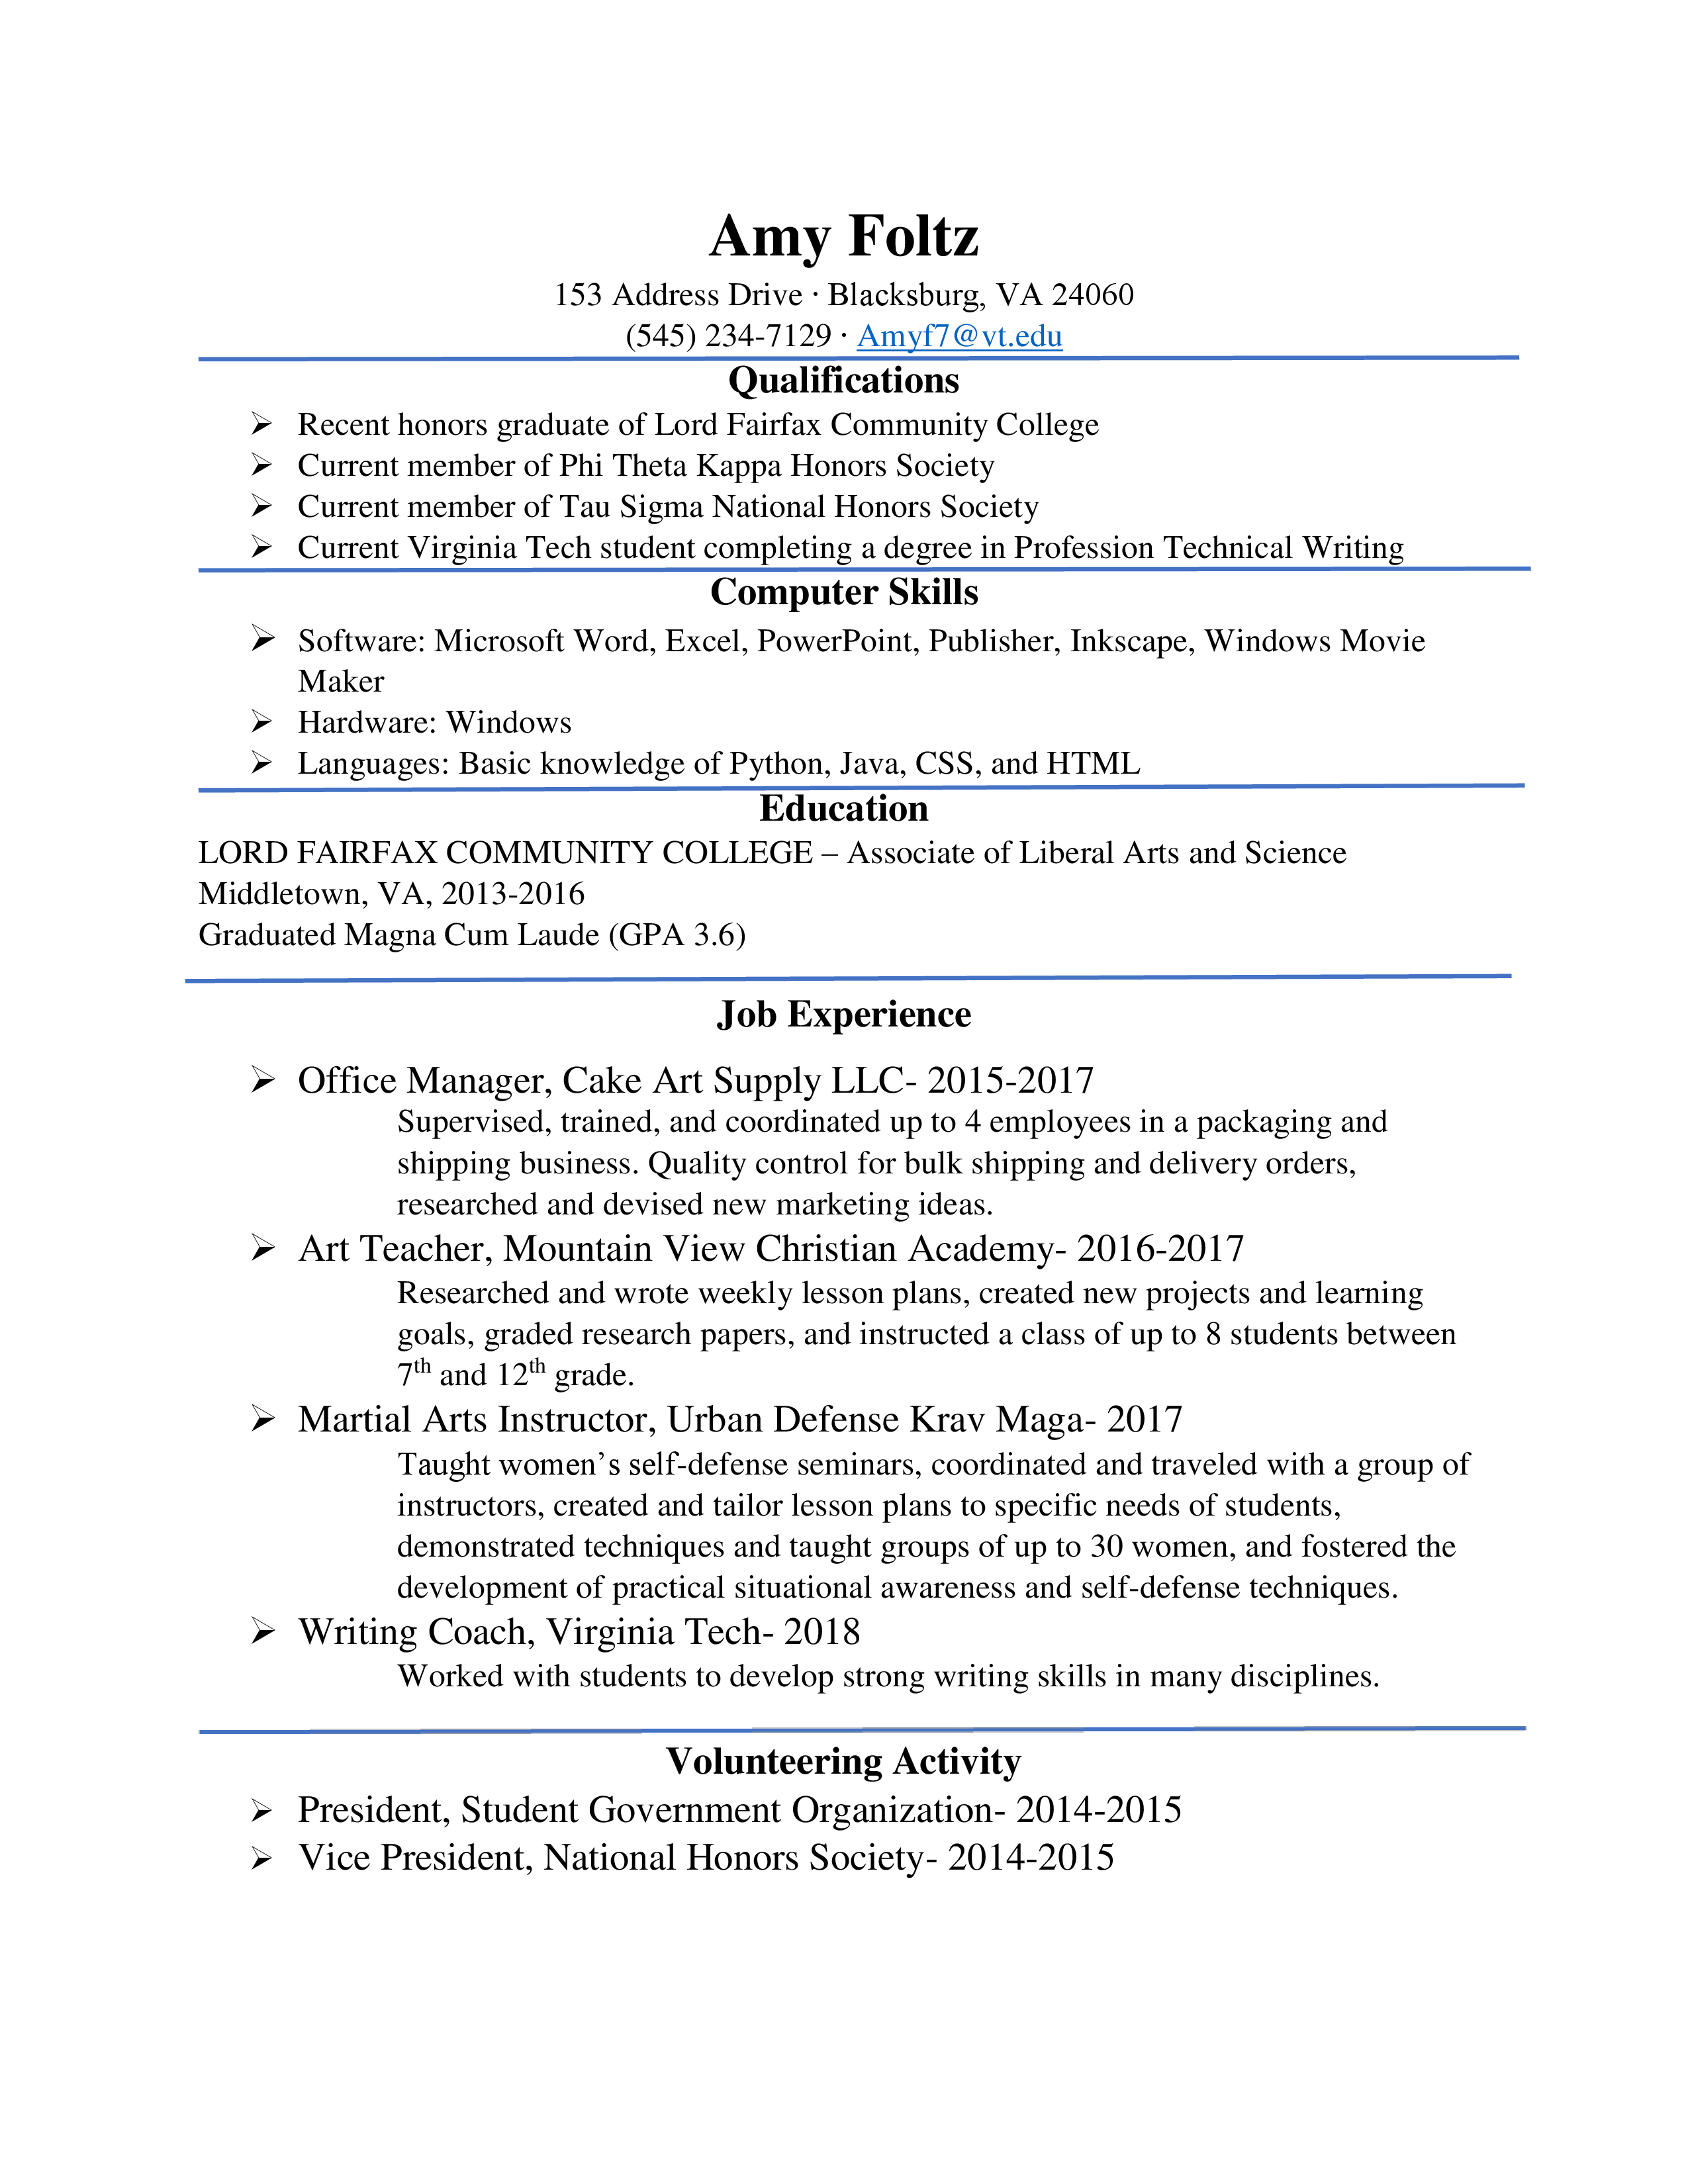 Amy Foltz
153 Address Drive · Blacksburg, VA 24060
(545) 234-7129 · Amyf7@vt.edu
Qualifications
➢ Recent honors graduate of Lord Fairfax Community College
➢ Current member of Phi Theta Kappa Honors Society
➢ Current member of Tau Sigma National Honors Society
➢ Current Virginia Tech student completing a degree in Profession Technical Writing
Computer Skills
➢ Software: Microsoft Word, Excel, PowerPoint, Publisher, Inkscape, Windows Movie
Maker
➢ Hardware: Windows
➢ Languages: Basic knowledge of Python, Java, CSS, and HTML
Education
LORD FAIRFAX COMMUNITY COLLEGE – Associate of Liberal Arts and Science
Middletown, VA, 2013-2016
Graduated Magna Cum Laude (GPA 3.6)
Job Experience
➢ Office Manager, Cake Art Supply LLC- 2015-2017
Supervised, trained, and coordinated up to 4 employees in a packaging and
shipping business. Quality control for bulk shipping and delivery orders,
researched and devised new marketing ideas.
➢ Art Teacher, Mountain View Christian Academy- 2016-2017
Researched and wrote weekly lesson plans, created new projects and learning
goals, graded research papers, and instructed a class of up to 8 students between
7th and 12th grade.
➢ Martial Arts Instructor, Urban Defense Krav Maga- 2017
Taught women’s self-defense seminars, coordinated and traveled with a group of
instructors, created and tailor lesson plans to specific needs of students,
demonstrated techniques and taught groups of up to 30 women, and fostered the
development of practical situational awareness and self-defense techniques.
➢ Writing Coach, Virginia Tech- 2018
Worked with students to develop strong writing skills in many disciplines.
Volunteering Activity
➢ President, Student Government Organization- 2014-2015
➢ Vice President, National Honors Society- 2014-2015